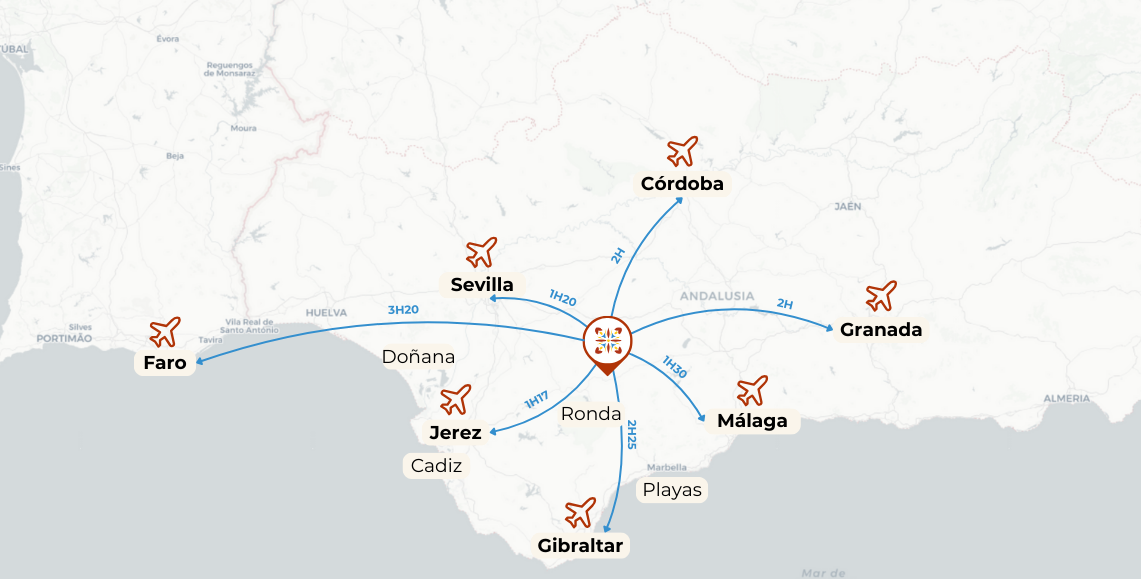 Évora
TÚBAL
Reguengos
de Monsaraz
Moura
Beja
Sines
Córdoba
JAÉN
2H
Sevilla
1H20
ANDALUSIA
2H
3H20
HUELVA
Granada
Vila Real de
Santo António
Silves
PORTIMÃO
Tavira
Faro
Doñana
1H30
ALMERIA
1H17
Ronda
Málaga
2H25
Jerez
Cadiz
Marbella
Playas
Gibraltar
Mar de